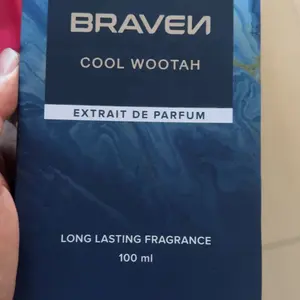 BRAVEN
COOL WOOTAH
EXTRAIT DE PARFUM
LONG LASTING FRAGRANCE
100 ml